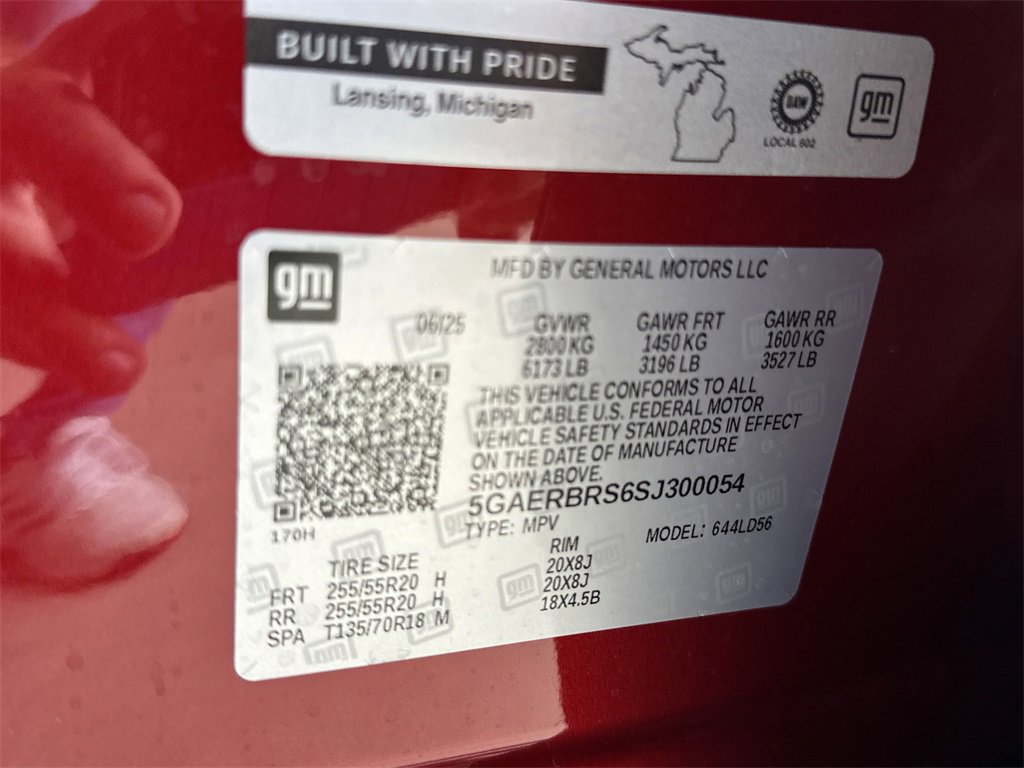 BUILT WITH PRIDE
Lansing, Michigan
UAW
LOCAL 602
gm
gm
MFD BY GENERAL MOTORS LLC
06/25
GVWR GAWR FRT GAWR RR
2800 KG 1450 KG 1600 KG
6173 LB 3196 LB 3527 LB
THIS VEHICLE CONFORMS TO ALL
APPLICABLE U.S. FEDERAL MOTOR
VEHICLE SAFETY STANDARDS IN EFFECT
ON THE DATE OF MANUFACTURE
SHOWN ABOVE.
5GAERBRS6SJ300054
170H
TYPE: MPV MODEL: 644LD56
TIRE SIZE RIM
FRT 255/55R20 H 20X8J
RR 255/55R20 H 20X8J
SPA T135/70R18 M 18X4.5B